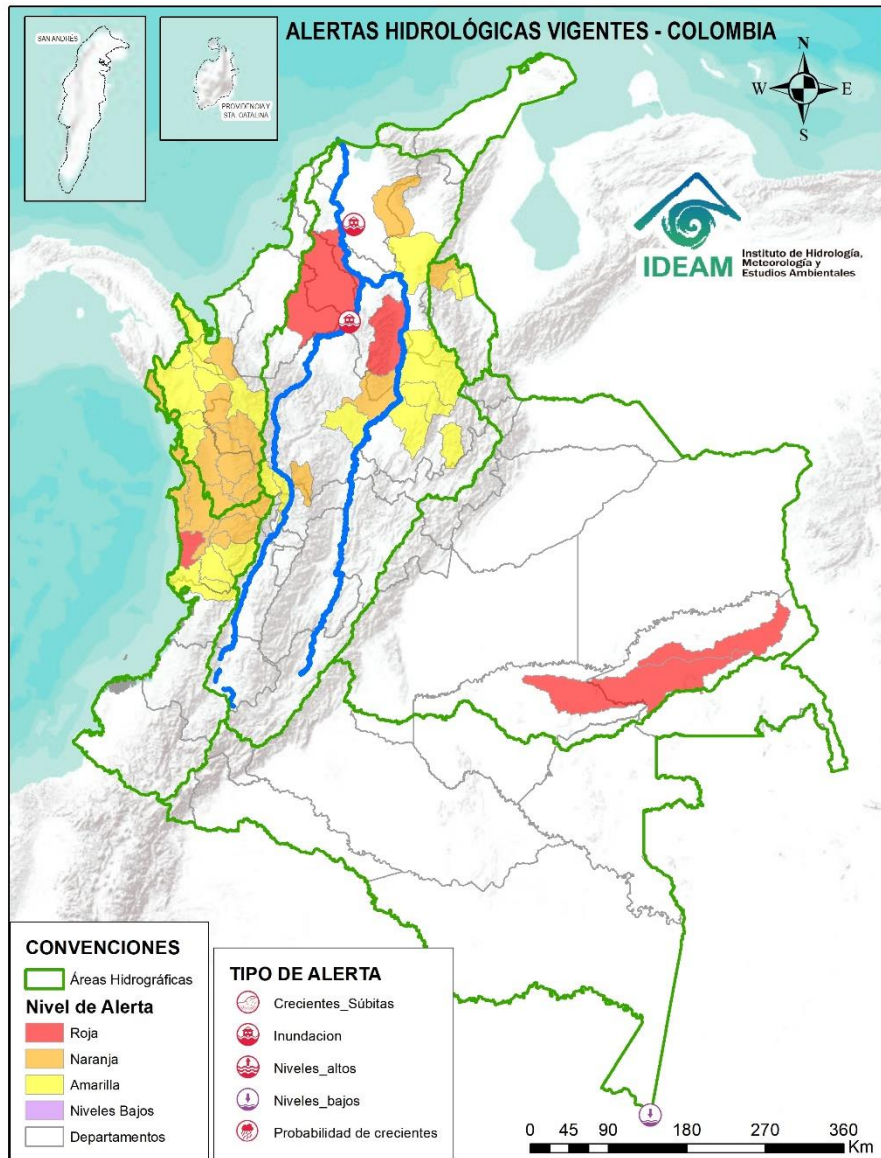 ALERTAS HIDROLÓGICAS VIGENTES - COLOMBIA
SAN ANDRÉS
PROVIDENCIA Y
STA. CATALINA
N
W E
S
IDEAM
Instituto de Hidrología,
Meteorología y
Estudios Ambientales
CONVENCIONES
Áreas Hidrográficas
Nivel de Alerta
Roja
Naranja
Amarilla
Niveles Bajos
Departamentos
TIPO DE ALERTA
Crecientes_Súbitas
Inundacion
Niveles_altos
Niveles_bajos
Probabilidad de crecientes
0 45 90 180 270 360
Km